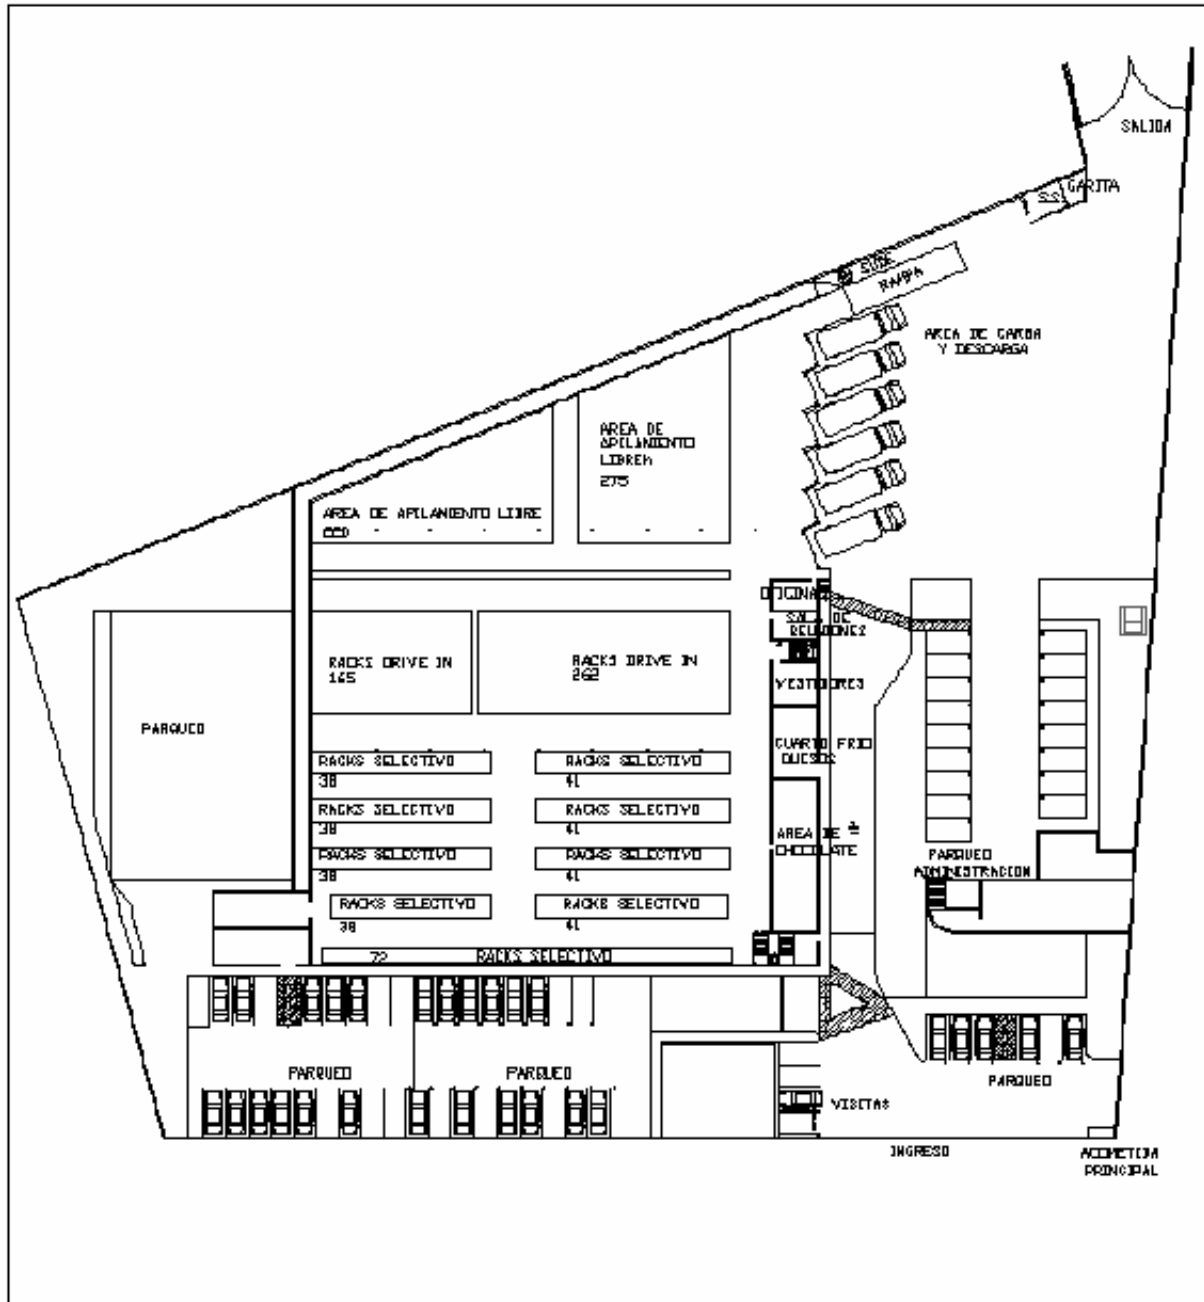 SALIDA
GARITA
S.S.
RAMPA
AREA DE CARGA
Y DESCARGA
AREA DE
APILAMIENTO
LIBRE
275
AREA DE APILAMIENTO LIBRE
OFICINA
SALA DE
REUNIONES
RACKS DRIVE IN
165
RACKS DRIVE IN
262
VESTIDORES
PARQUEO
CUARTO FRIO
QUESOS
RACKS SELECTIVO
38
RACKS SELECTIVO
41
RACKS SELECTIVO
38
RACKS SELECTIVO
41
AREA DE
CHOCOLATE
RACKS SELECTIVO
38
RACKS SELECTIVO
41
PARQUEO
ADMINISTRACION
RACKS SELECTIVO
38
RACKS SELECTIVO
41
72
RACKS SELECTIVO
PARQUEO
PARQUEO
PARQUEO
VISITAS
INGRESO
ACOMETIDA
PRINCIPAL